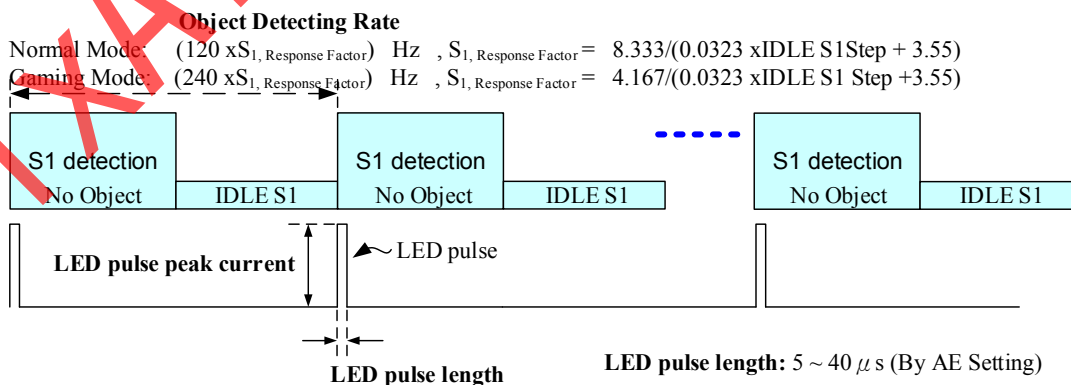 Object Detecting Rate
Normal Mode: (120 xS1, Response Factor) Hz , S1, Response Factor = 8.333/(0.0323 xIDLE S1Step + 3.55)
Gaming Mode: (240 xS1, Response Factor) Hz , S1, Response Factor = 4.167/(0.0323 xIDLE S1 Step +3.55)
S1 detection S1 detection S1 detection
No Object IDLE S1 No Object IDLE S1 No Object IDLE S1
LED pulse
LED pulse peak current
LED pulse length: 5 ~ 40 μs (By AE Setting)
LED pulse length